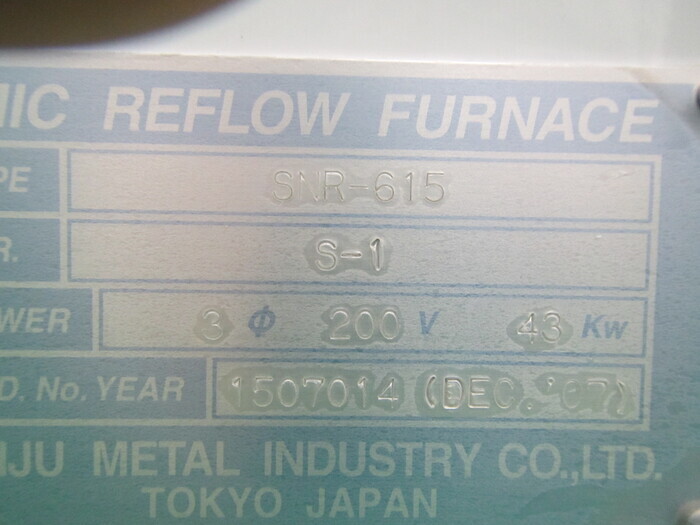 MIC REFLOW FURNACE
PE SNR-615
R. S-1
WER 3 Φ 200 V 43 Kw
D. No. YEAR 1507014 (DEC.'07)
JU METAL INDUSTRY CO.,LTD.
TOKYO JAPAN